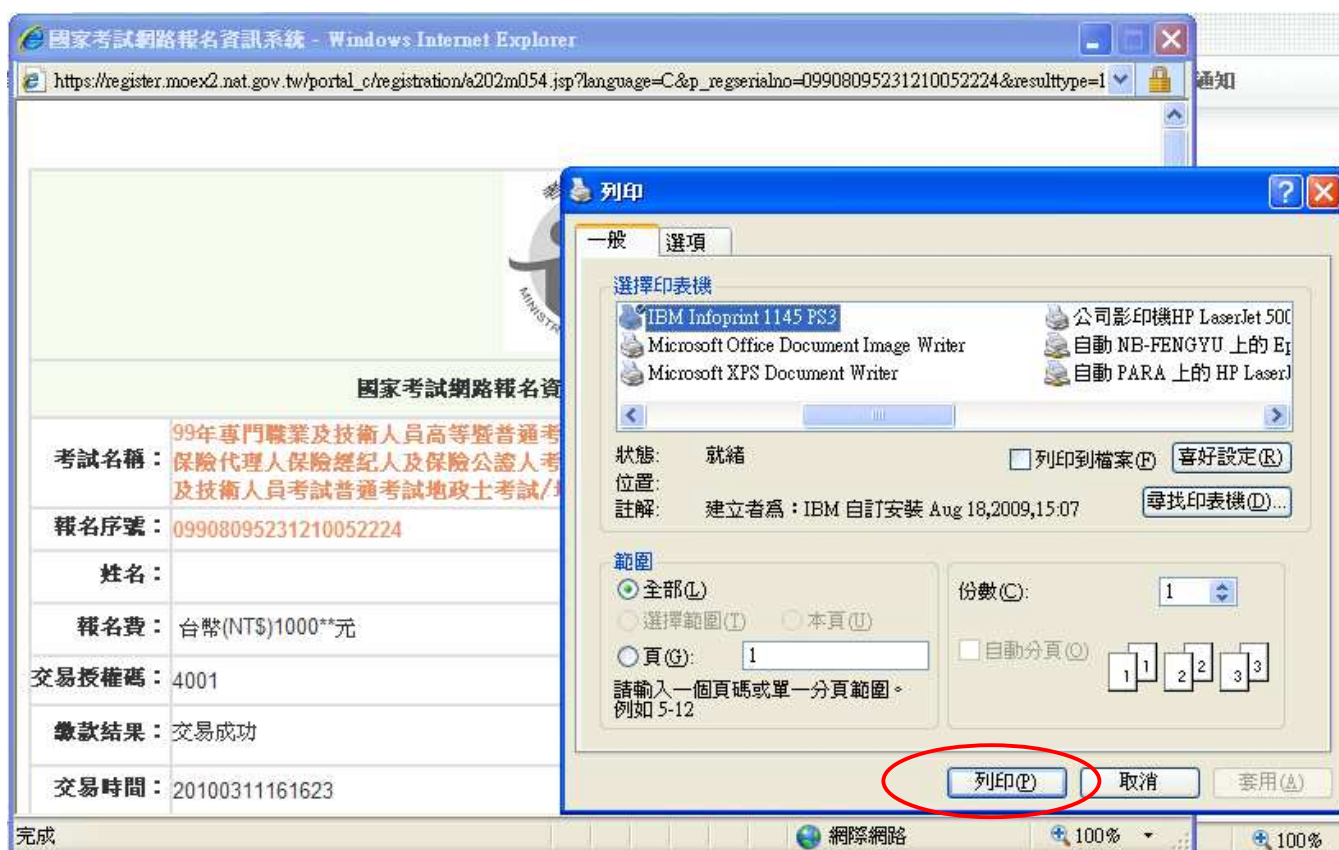 國家考試網路報名資訊系統 - Windows Internet Explorer
https://register.moex2.nat.gov.tw/portal_c/registration/a202m054.jsp?language=C&p_regserialno=09908095231210052224&resulttype=1
通知
MINISTR
國家考試網路報名資
考試名稱：
99年專門職業及技術人員高等暨普通考
保險代理人保險經紀人及保險公證人考
及技術人員考試普通考試地政士考試/
報名序號：09908095231210052224
姓名：
報名費：台幣(NT$)1000**元
交易授權碼：4001
繳款結果：交易成功
交易時間：20100311161623
完成
網際網路
100%
100%
列印
一般 選項
選擇印表機
IBM Infoprint 1145 PS3
Microsoft Office Document Image Writer
Microsoft XPS Document Writer
公司影印機HP LaserJet 500
自動 NB-FENGYU 上的 Ep
自動 PARA 上的 HP LaserJ
狀態: 就緒
位置:
註解: 建立者為：IBM 自訂安裝 Aug 18,2009,15:07
列印到檔案(F) 喜好設定(R)
尋找印表機(D)...
範圍
全部(L)
選擇範圍(T) 本頁(U)
頁(G): 1
請輸入一個頁碼或單一分頁範圍。
例如 5-12
份數(C): 1
自動分頁(O)
1 1 2 2 3 3
列印(P) 取消 套用(A)